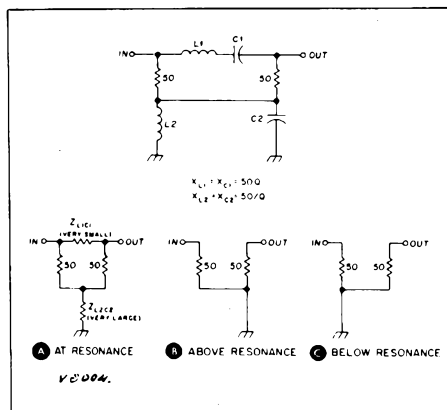 L1 C1
IN OUT
50 50
L2 C2
X_L1 = X_C1 = 50Q
X_L2 = X_C2 = 50/Q
Z_L1C1
(VERY SMALL)
IN OUT IN OUT IN OUT
50 50 50 50 50 50
Z_L2C2
(VERY LARGE)
A AT RESONANCE B ABOVE RESONANCE C BELOW RESONANCE